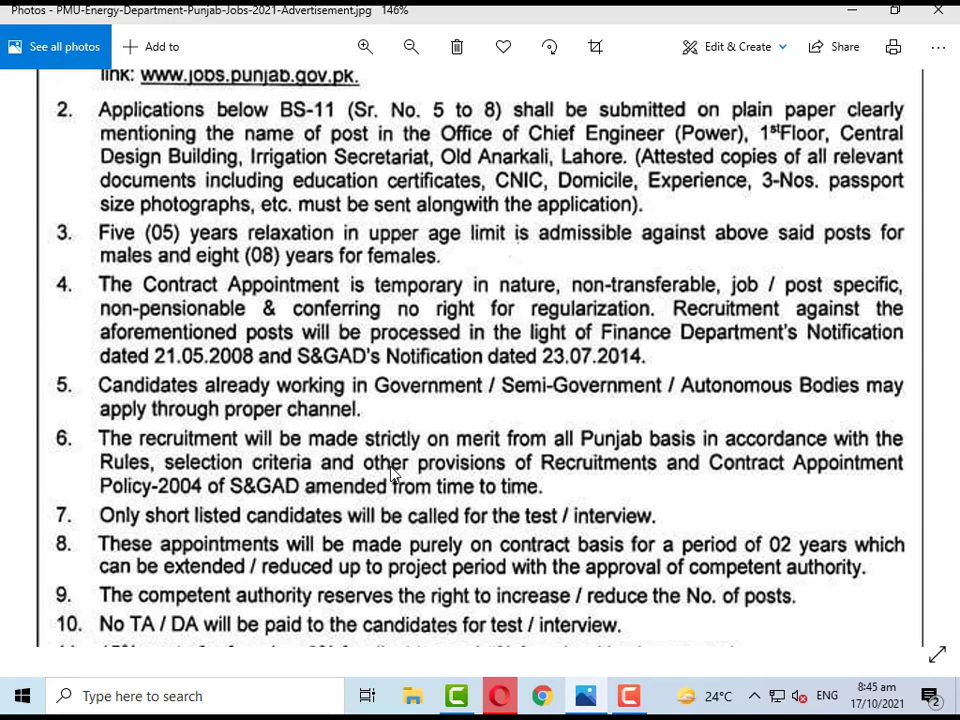 Photos - PMU-Energy-Department-Punjab-Jobs-2021-Advertisement.jpg   146%
See all photos
Add to
Edit & Create
Share
link: www.jobs.punjab.gov.pk.
2. Applications below BS-11 (Sr. No. 5 to 8) shall be submitted on plain paper clearly
mentioning the name of post in the Office of Chief Engineer (Power), 1stFloor, Central
Design Building, Irrigation Secretariat, Old Anarkali, Lahore. (Attested copies of all relevant
documents including education certificates, CNIC, Domicile, Experience, 3-Nos. passport
size photographs, etc. must be sent alongwith the application).
3. Five (05) years relaxation in upper age limit is admissible against above said posts for
males and eight (08) years for females.
4. The Contract Appointment is temporary in nature, non-transferable, job / post specific,
non-pensionable & conferring no right for regularization. Recruitment against the
aforementioned posts will be processed in the light of Finance Department's Notification
dated 21.05.2008 and S&GAD's Notification dated 23.07.2014.
5. Candidates already working in Government / Semi-Government / Autonomous Bodies may
apply through proper channel.
6. The recruitment will be made strictly on merit from all Punjab basis in accordance with the
Rules, selection criteria and other provisions of Recruitments and Contract Appointment
Policy-2004 of S&GAD amended from time to time.
7. Only short listed candidates will be called for the test / interview.
8. These appointments will be made purely on contract basis for a period of 02 years which
can be extended / reduced up to project period with the approval of competent authority.
9. The competent authority reserves the right to increase / reduce the No. of posts.
10. No TA / DA will be paid to the candidates for test / interview.
Type here to search
24°C
ENG
8:45 am
17/10/2021
2